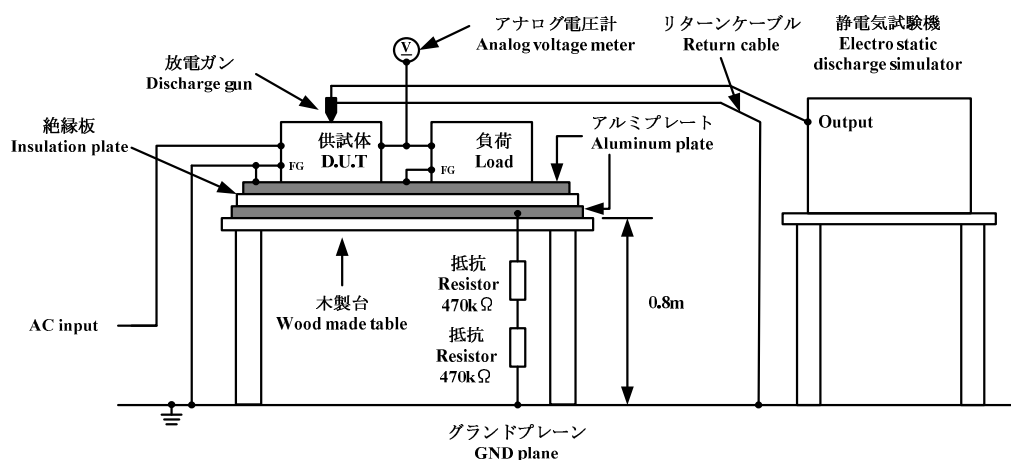 アナログ電圧計
Analog voltage meter
リターンケーブル
Return cable
静電気試験機
Electro static
discharge simulator
放電ガン
Discharge gun
V
絶縁板
Insulation plate
供試体
D.U.T
FG
負荷
Load
FG
アルミプレート
Aluminum plate
Output
抵抗
Resistor
470kΩ
0.8m
木製台
Wood made table
AC input
抵抗
Resistor
470kΩ
グランドプレーン
GND plane